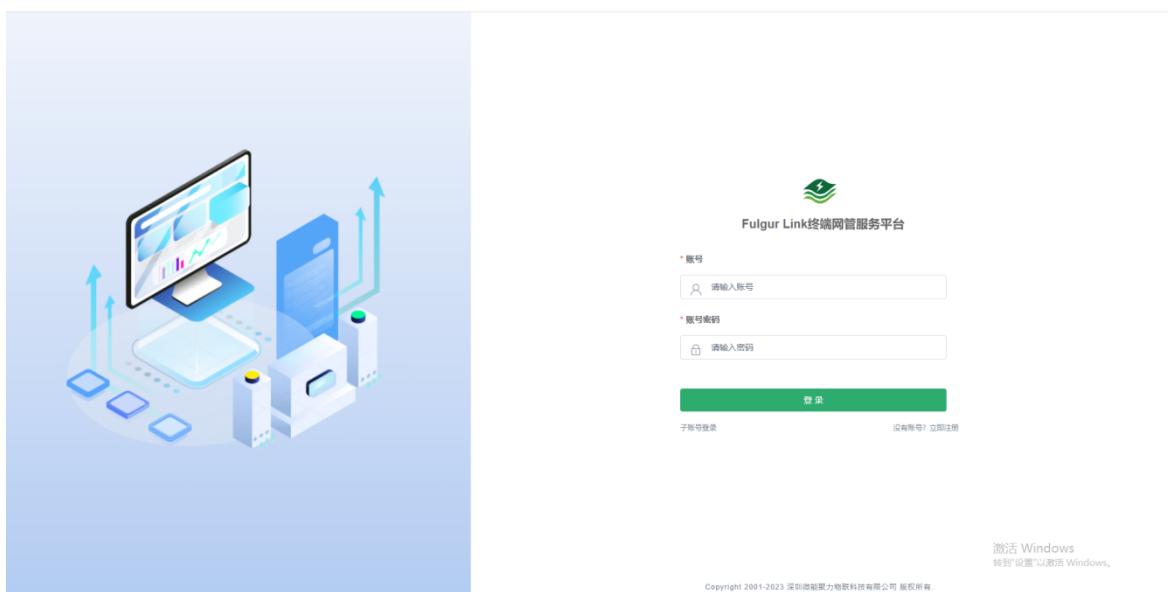 Fulgur Link终端网管服务平台
* 账号
请输入账号
* 账号密码
请输入密码
登录
子账号登录
没有账号? 立即注册
激活 Windows
转到"设置"以激活 Windows。
Copyright 2001-2023 深圳微能聚力物联科技有限公司 版权所有.